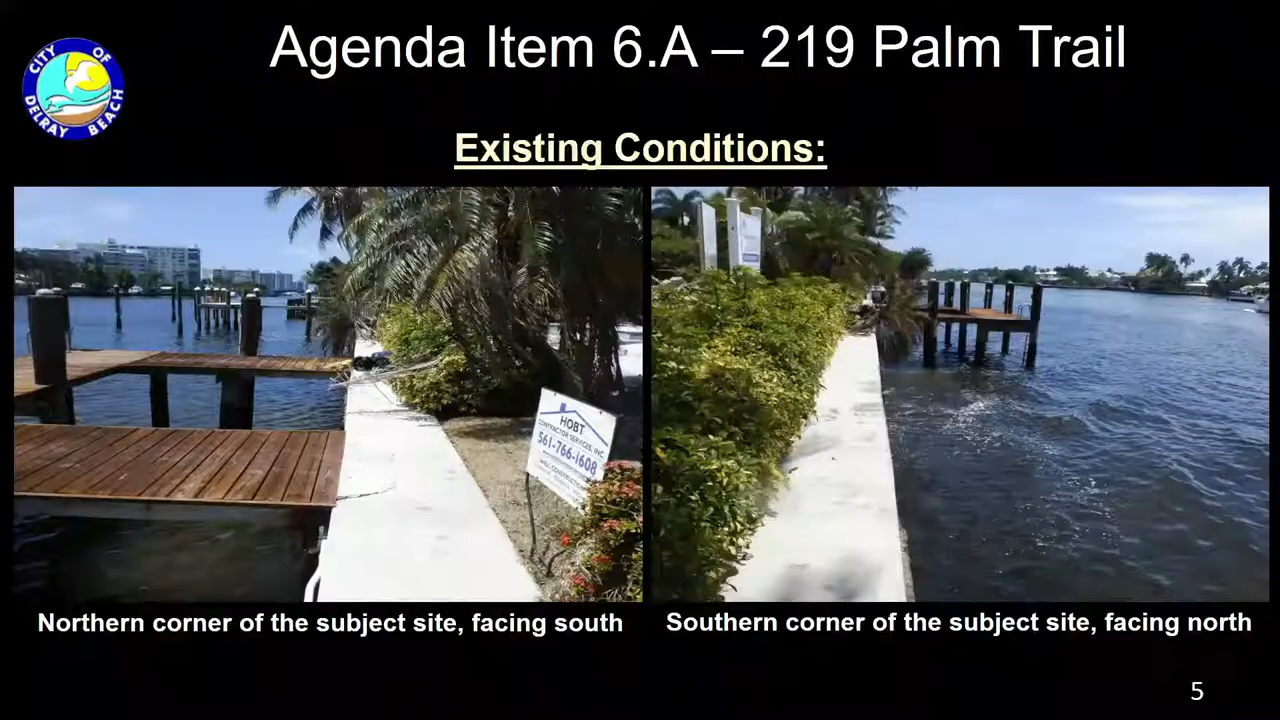 Agenda Item 6.A – 219 Palm Trail
CITY OF
DELRAY BEACH
Existing Conditions:
HOBT
CONTRACTOR SERVICES, INC
561-766-1608
Northern corner of the subject site, facing south
Southern corner of the subject site, facing north
5